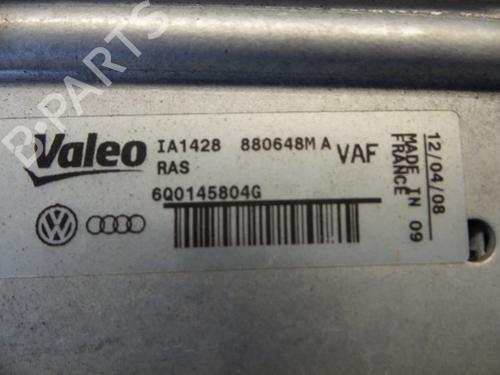 B-PARTS
Valeo
IA1428 880648M A VAF
RAS
6Q0145804G
12/04/08
MADE IN 09
FRANCE